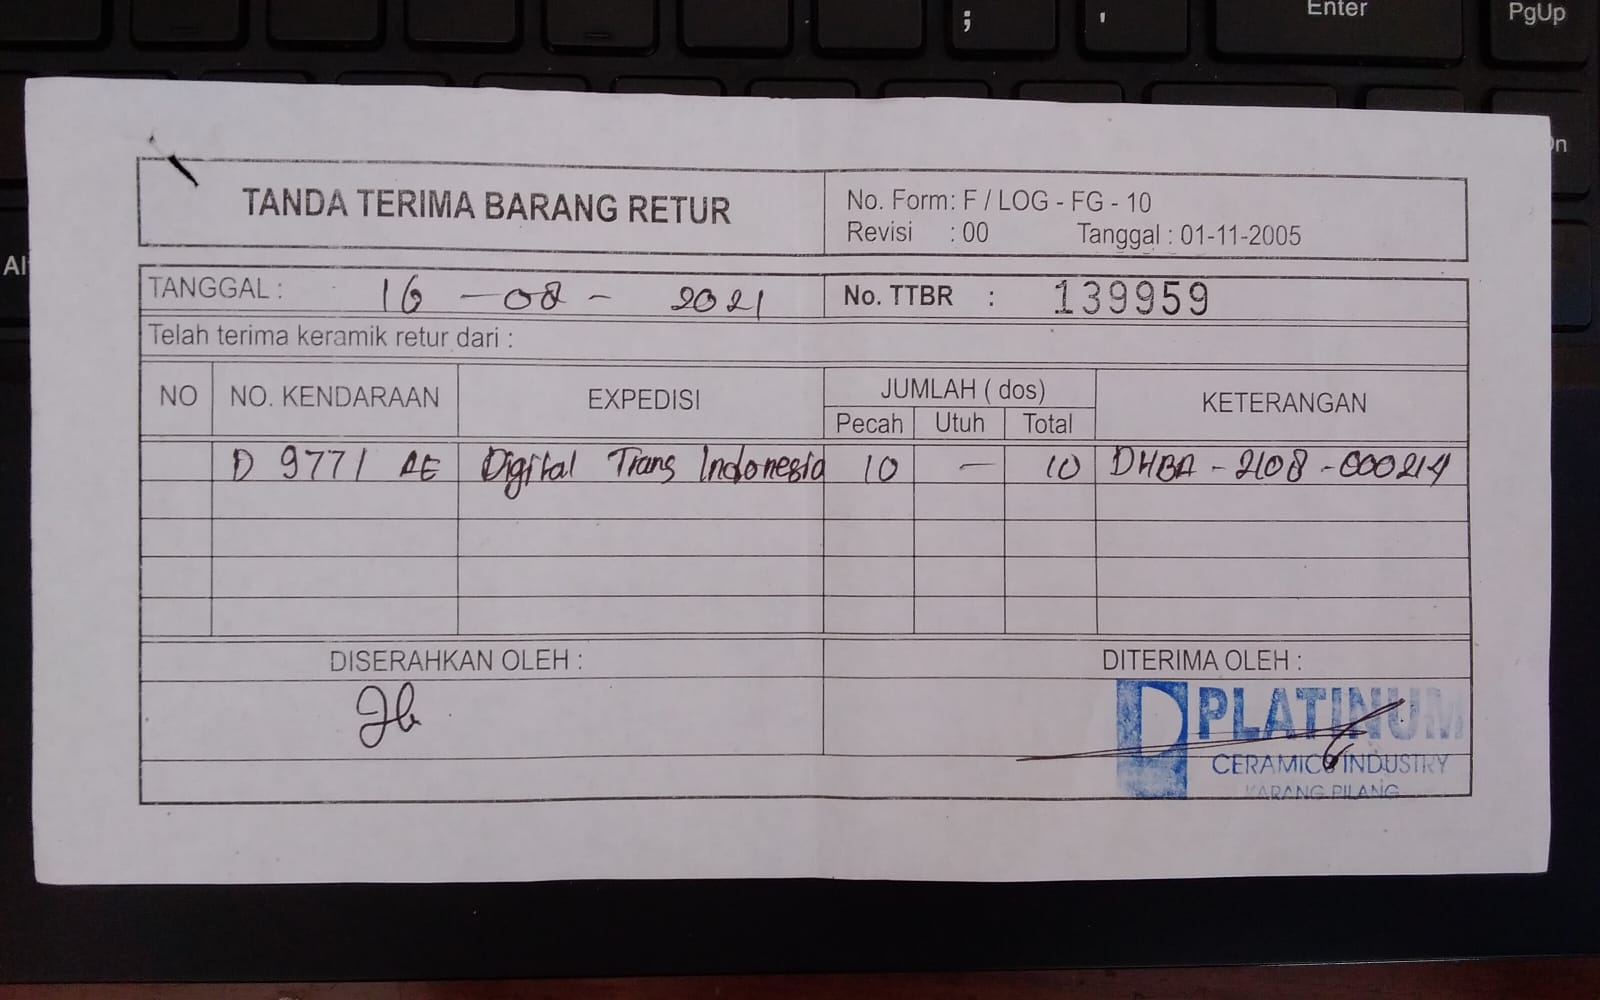 ;
'
Enter
PgUp
TANDA TERIMA BARANG RETUR
No. Form: F / LOG - FG - 10
Revisi : 00 Tanggal : 01-11-2005
TANGGAL : 16 - 08 - 2021
No. TTBR : 139959
Telah terima keramik retur dari :
NO NO. KENDARAAN EXPEDISI JUMLAH ( dos) KETERANGAN
Pecah Utuh Total
D 9771 AE Digital Trans Indonesia 10 - 10 DHBA - 2108 - 000214
DISERAHKAN OLEH : DITERIMA OLEH :
PLATINUM
CERAMICS INDUSTRY
KARANG PILANG